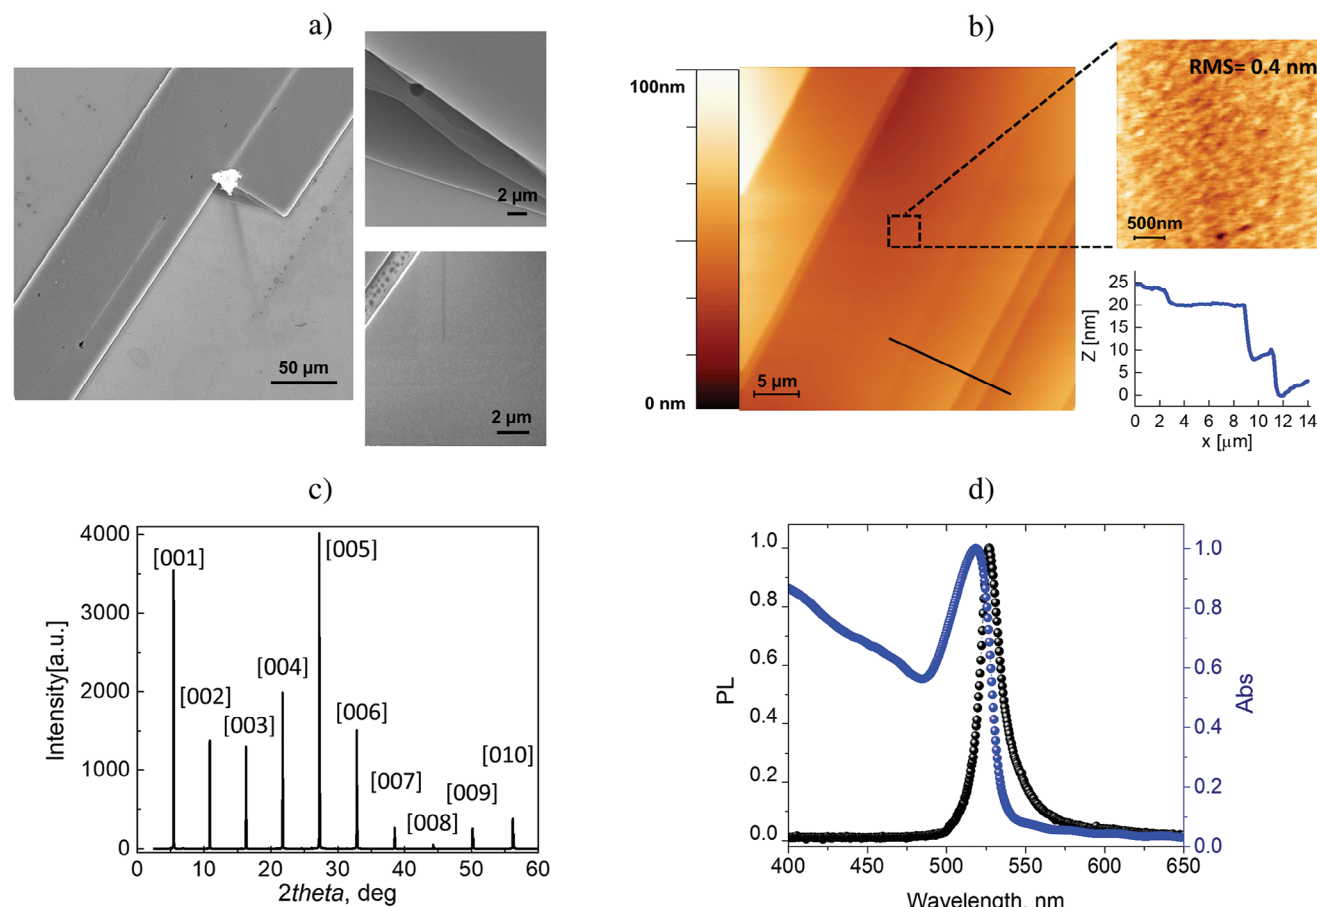 a)
50 µm
2 µm
2 µm
b)
100nm
0 nm
5 µm
RMS= 0.4 nm
500nm
25
20
15
10
5
0
Z [nm]
0 2 4 6 8 10 12 14
x [µm]
c)
4000
3000
2000
1000
0
Intensity[a.u.]
[001]
[002]
[003]
[004]
[005]
[006]
[007]
[008]
[009]
[010]
0 10 20 30 40 50 60
2theta, deg
d)
1.0
0.8
0.6
0.4
0.2
0.0
PL
1.0
0.8
0.6
0.4
0.2
0.0
Abs
400 450 500 550 600 650
Wavelength, nm